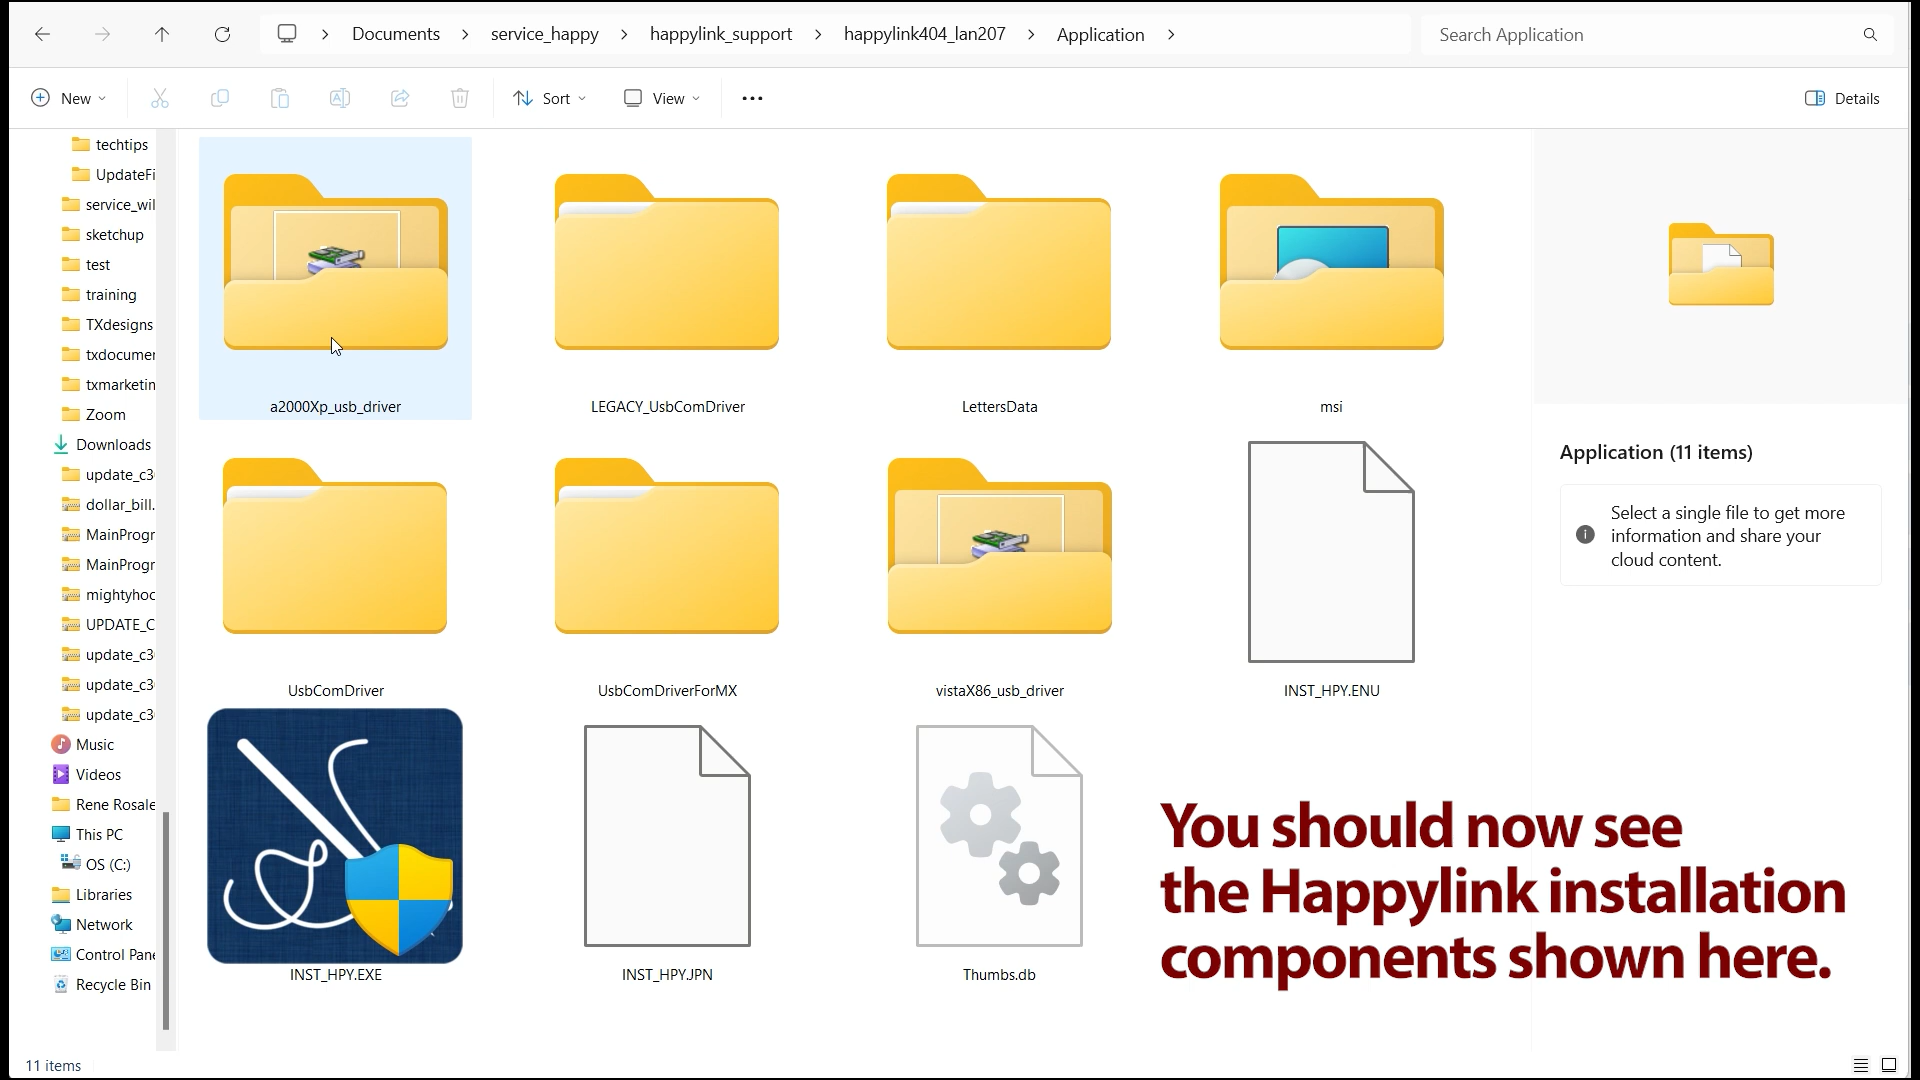 Documents > service_happy > happylink_support > happylink404_lan207 > Application >
Search Application
New
Sort
View
Details
techtips
UpdateFi
service_wil
sketchup
test
training
TXdesigns
txdocumer
txmarketin
Zoom
Downloads
update_c3
dollar_bill.
MainProgr
MainProgr
mightyhoc
UPDATE_C
update_c3
update_c3
update_c3
Music
Videos
Rene Rosale
This PC
OS (C:)
Libraries
Network
Control Pane
Recycle Bin
a2000Xp_usb_driver
LEGACY_UsbComDriver
LettersData
msi
UsbComDriver
UsbComDriverForMX
vistaX86_usb_driver
INST_HPY.ENU
INST_HPY.EXE
INST_HPY.JPN
Thumbs.db
Application (11 items)
Select a single file to get more
information and share your
cloud content.
You should now see
the Happylink installation
components shown here.
11 items